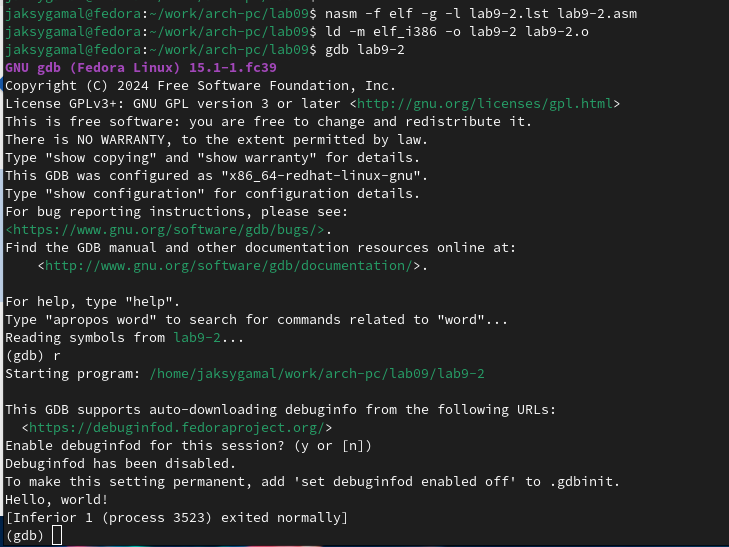 jaksygamal@fedora:~/work/arch-pc/lab09$ nasm -f elf -g -l lab9-2.lst lab9-2.asm
jaksygamal@fedora:~/work/arch-pc/lab09$ ld -m elf_i386 -o lab9-2 lab9-2.o
jaksygamal@fedora:~/work/arch-pc/lab09$ gdb lab9-2
GNU gdb (Fedora Linux) 15.1-1.fc39
Copyright (C) 2024 Free Software Foundation, Inc.
License GPLv3+: GNU GPL version 3 or later <http://gnu.org/licenses/gpl.html>
This is free software: you are free to change and redistribute it.
There is NO WARRANTY, to the extent permitted by law.
Type "show copying" and "show warranty" for details.
This GDB was configured as "x86_64-redhat-linux-gnu".
Type "show configuration" for configuration details.
For bug reporting instructions, please see:
<https://www.gnu.org/software/gdb/bugs/>.
Find the GDB manual and other documentation resources online at:
    <http://www.gnu.org/software/gdb/documentation/>.

For help, type "help".
Type "apropos word" to search for commands related to "word"...
Reading symbols from lab9-2...
(gdb) r
Starting program: /home/jaksygamal/work/arch-pc/lab09/lab9-2

This GDB supports auto-downloading debuginfo from the following URLs:
  <https://debuginfod.fedoraproject.org/>
Enable debuginfod for this session? (y or [n])
Debuginfod has been disabled.
To make this setting permanent, add 'set debuginfod enabled off' to .gdbinit.
Hello, world!
[Inferior 1 (process 3523) exited normally]
(gdb)